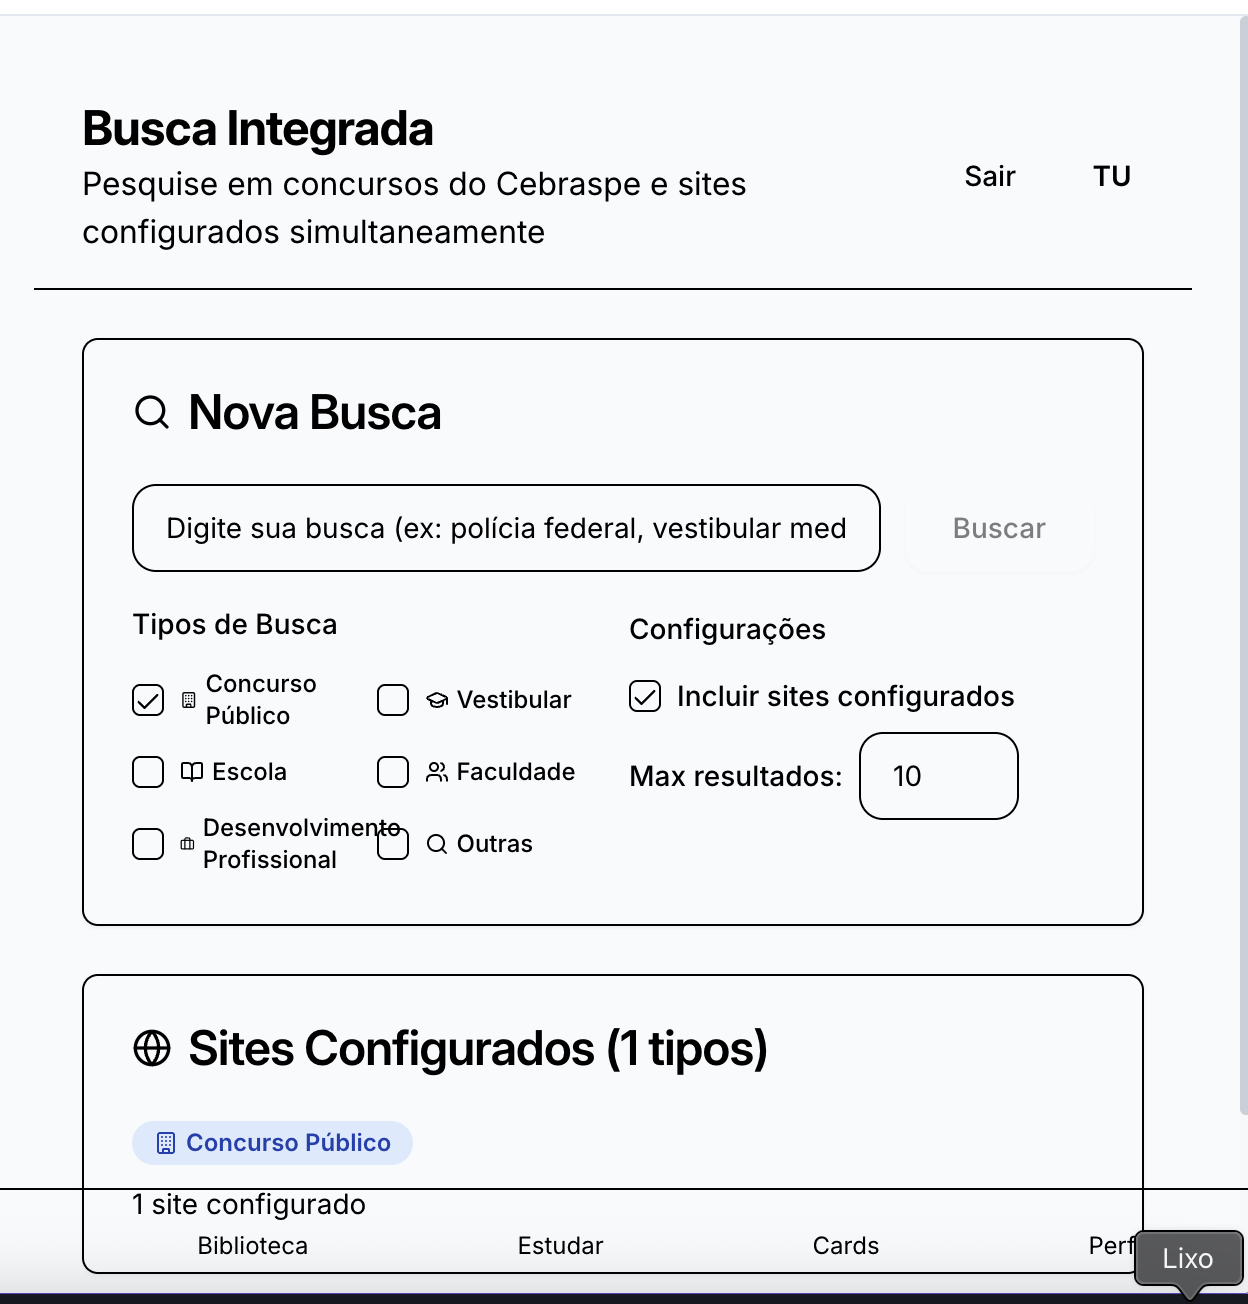 Busca Integrada
Pesquise em concursos do Cebraspe e sites
configurados simultaneamente
Sair
TU
Nova Busca
Digite sua busca (ex: polícia federal, vestibular med
Buscar
Tipos de Busca
Concurso
Público
Vestibular
Escola
Faculdade
Desenvolvimento
Profissional
Outras
Configurações
Incluir sites configurados
Max resultados: 10
Sites Configurados (1 tipos)
Concurso Público
1 site configurado
Biblioteca
Estudar
Cards
Perf
Lixo